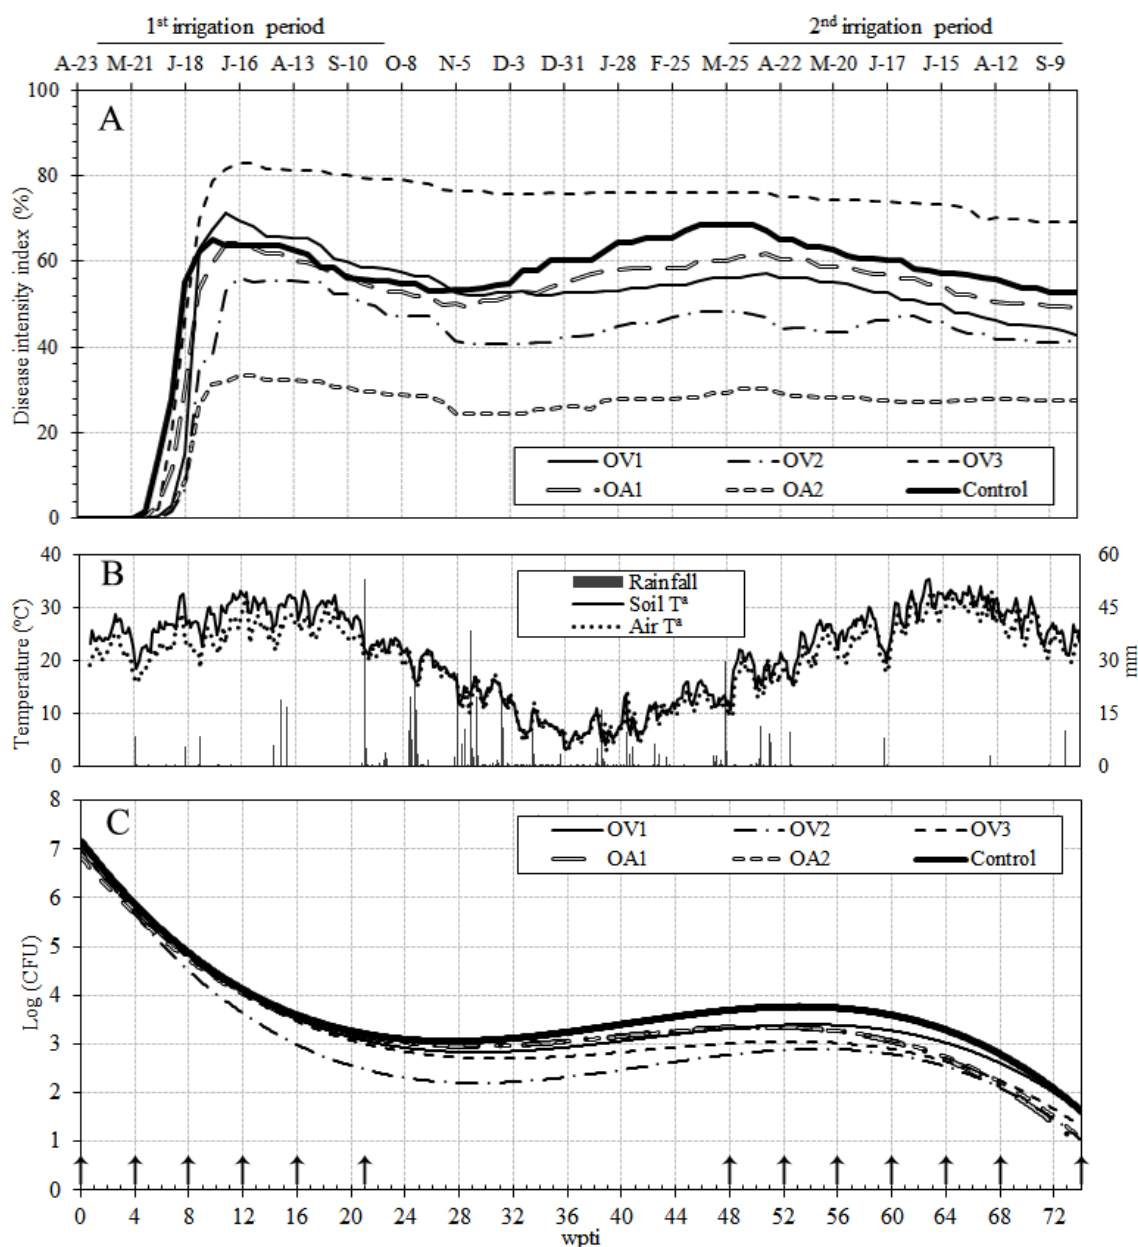 1st irrigation period 2nd irrigation period
A-23 M-21 J-18 J-16 A-13 S-10 O-8 N-5 D-3 D-31 J-28 F-25 M-25 A-22 M-20 J-17 J-15 A-12 S-9
A
Disease intensity index (%)
100
80
60
40
20
0
OV1 OV2 OV3
OA1 OA2 Control
B
Temperature (ºC)
40
30
20
10
0
Rainfall
Soil Tª
Air Tª
60
45
30
15
0
mm
C
Log (CFU)
8
7
6
5
4
3
2
1
0
OV1 OV2 OV3
OA1 OA2 Control
0 4 8 12 16 20 24 28 32 36 40 44 48 52 56 60 64 68 72
wpti